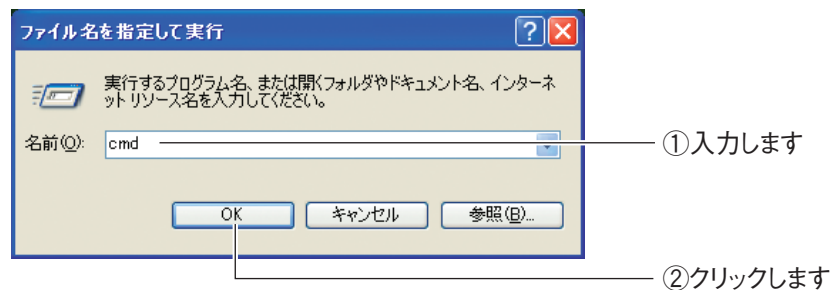 ファイル名を指定して実行
実行するプログラム名、または開くフォルダやドキュメント名、インターネ
ット リソース名を入力してください。
名前(O):
cmd
①入力します
OK
キャンセル
参照(B)...
②クリックします